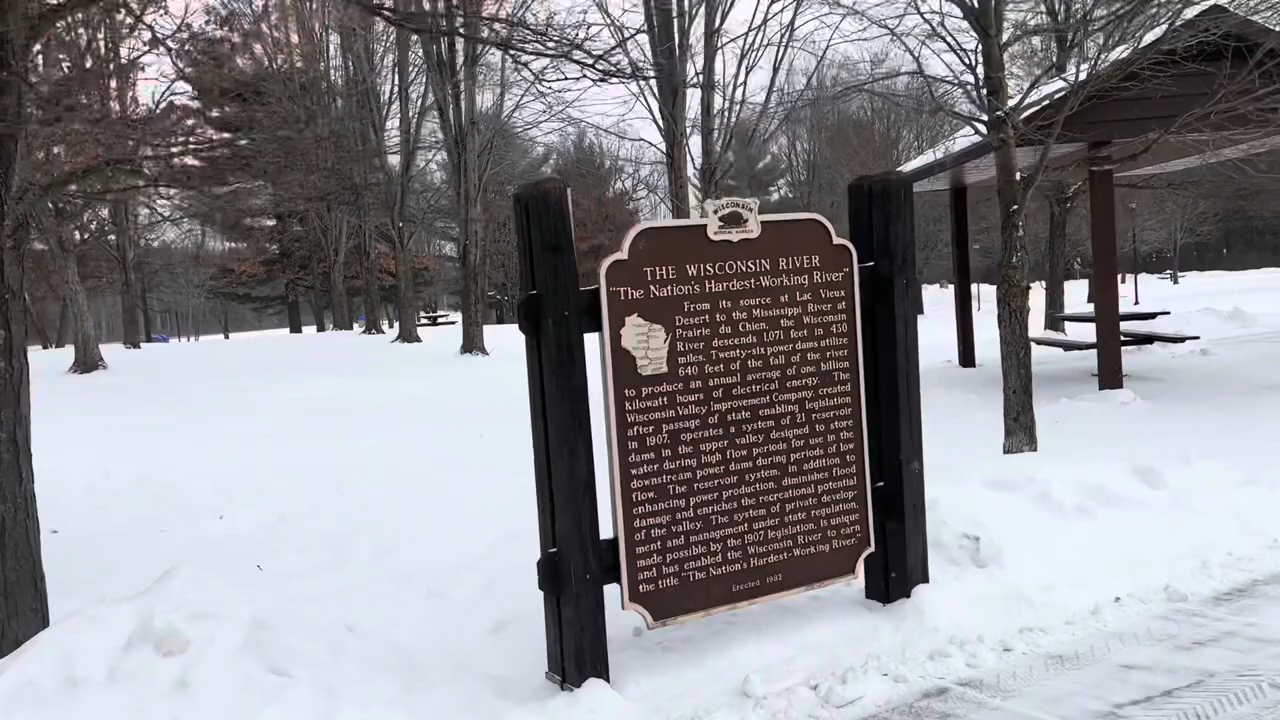 WISCONSIN
OFFICIAL MARKER
THE WISCONSIN RIVER
"The Nation's Hardest-Working River"
From its source at Lac Vieux
Desert to the Mississippi River at
Prairie du Chien, the Wisconsin
River descends 1,071 feet in 430
miles. Twenty-six power dams utilize
640 feet of the fall of the river
to produce an annual average of one billion
kilowatt hours of electrical energy. The
Wisconsin Valley Improvement Company, created
after passage of state enabling legislation
in 1907, operates a system of 21 reservoir
dams in the upper valley designed to store
water during high flow periods for use in the
downstream power dams during periods of low
flow. The reservoir system, in addition to
enhancing power production, diminishes flood
damage and enriches the recreational potential
of the valley. The system of private develop-
ment and management under state regulation,
made possible by the 1907 legislation, is unique
and has enabled the Wisconsin River to earn
the title "The Nation's Hardest-Working River."
Erected 1982